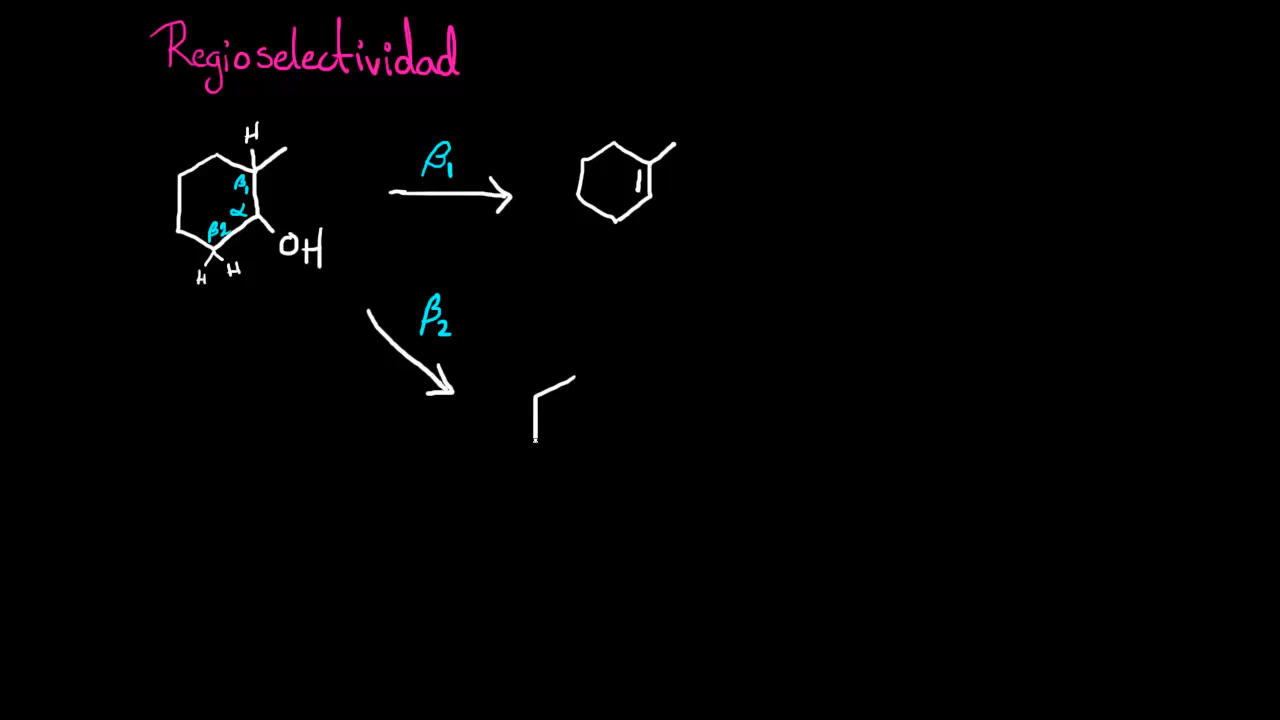 Regioselectividad
H
β1
β1
α
β2
OH
H H
β2